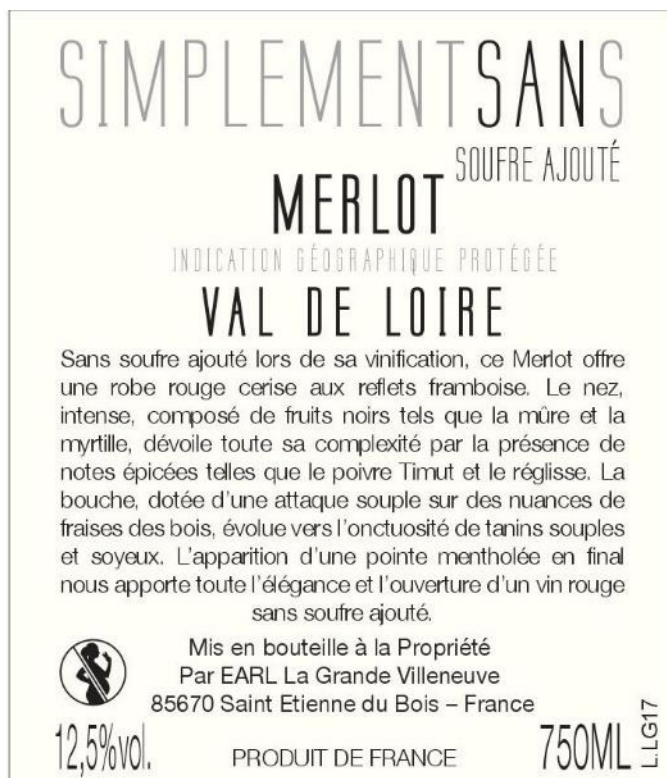 SIMPLEMENTSANS
SOUFRE AJOUTÉ
MERLOT
INDICATION GÉOGRAPHIQUE PROTÉGÉE
VAL DE LOIRE
Sans soufre ajouté lors de sa vinification, ce Merlot offre
une robe rouge cerise aux reflets framboise. Le nez,
intense, composé de fruits noirs tels que la mûre et la
myrtille, dévoile toute sa complexité par la présence de
notes épicées telles que le poivre Timut et le réglisse. La
bouche, dotée d'une attaque souple sur des nuances de
fraises des bois, évolue vers l'onctuosité de tanins souples
et soyeux. L'apparition d'une pointe mentholée en final
nous apporte toute l'élégance et l'ouverture d'un vin rouge
sans soufre ajouté.
Mis en bouteille à la Propriété
Par EARL La Grande Villeneuve
85670 Saint Etienne du Bois – France
12,5%vol.
PRODUIT DE FRANCE
750ML
L.LG17